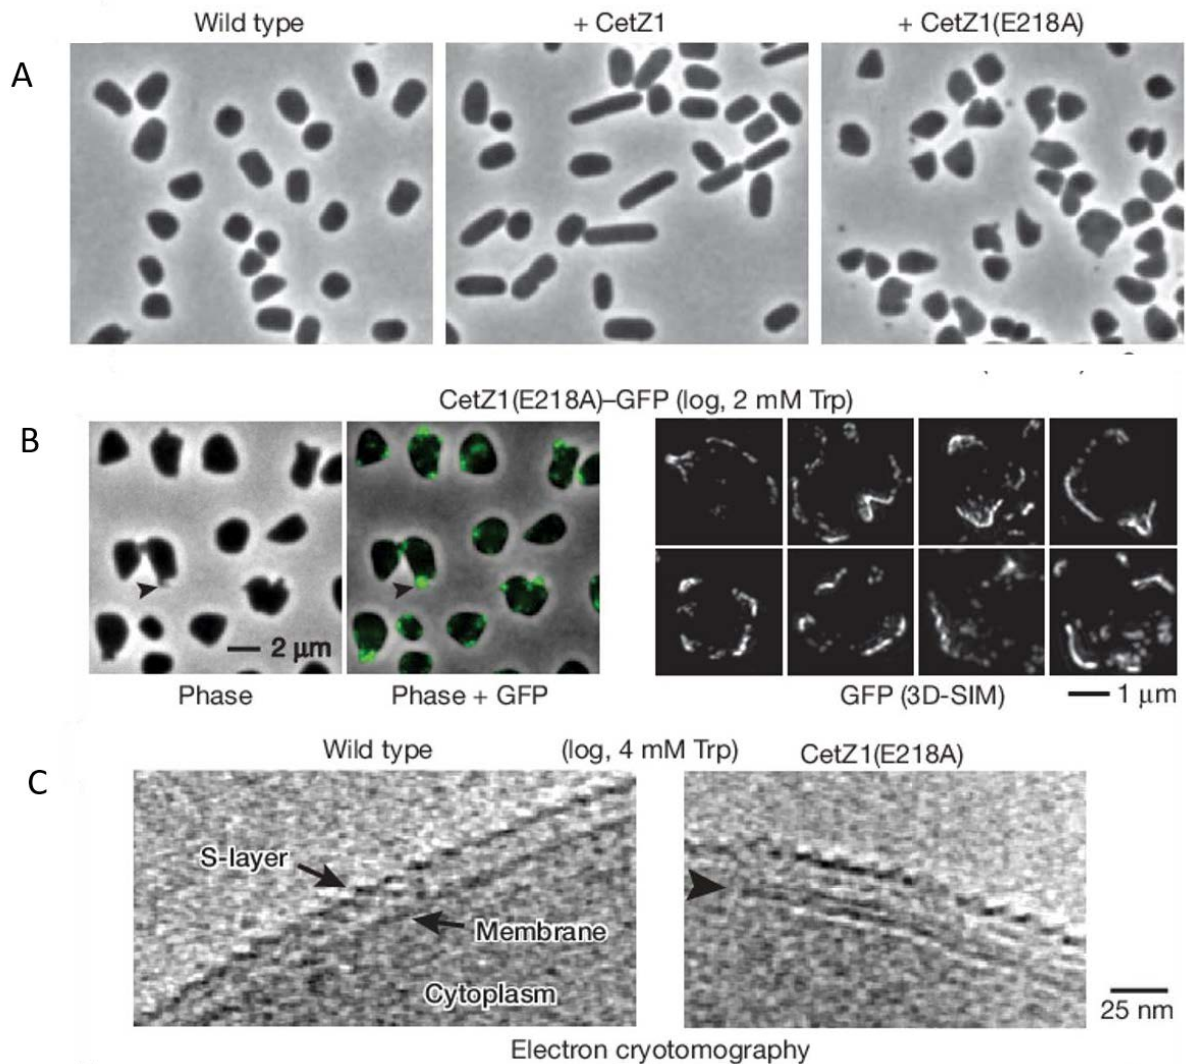 Wild type + CetZ1 + CetZ1(E218A)
A
CetZ1(E218A)–GFP (log, 2 mM Trp)
B
2 μm
Phase Phase + GFP GFP (3D-SIM) 1 μm
Wild type (log, 4 mM Trp) CetZ1(E218A)
C
S-layer
Membrane
Cytoplasm
25 nm
Electron cryotomography